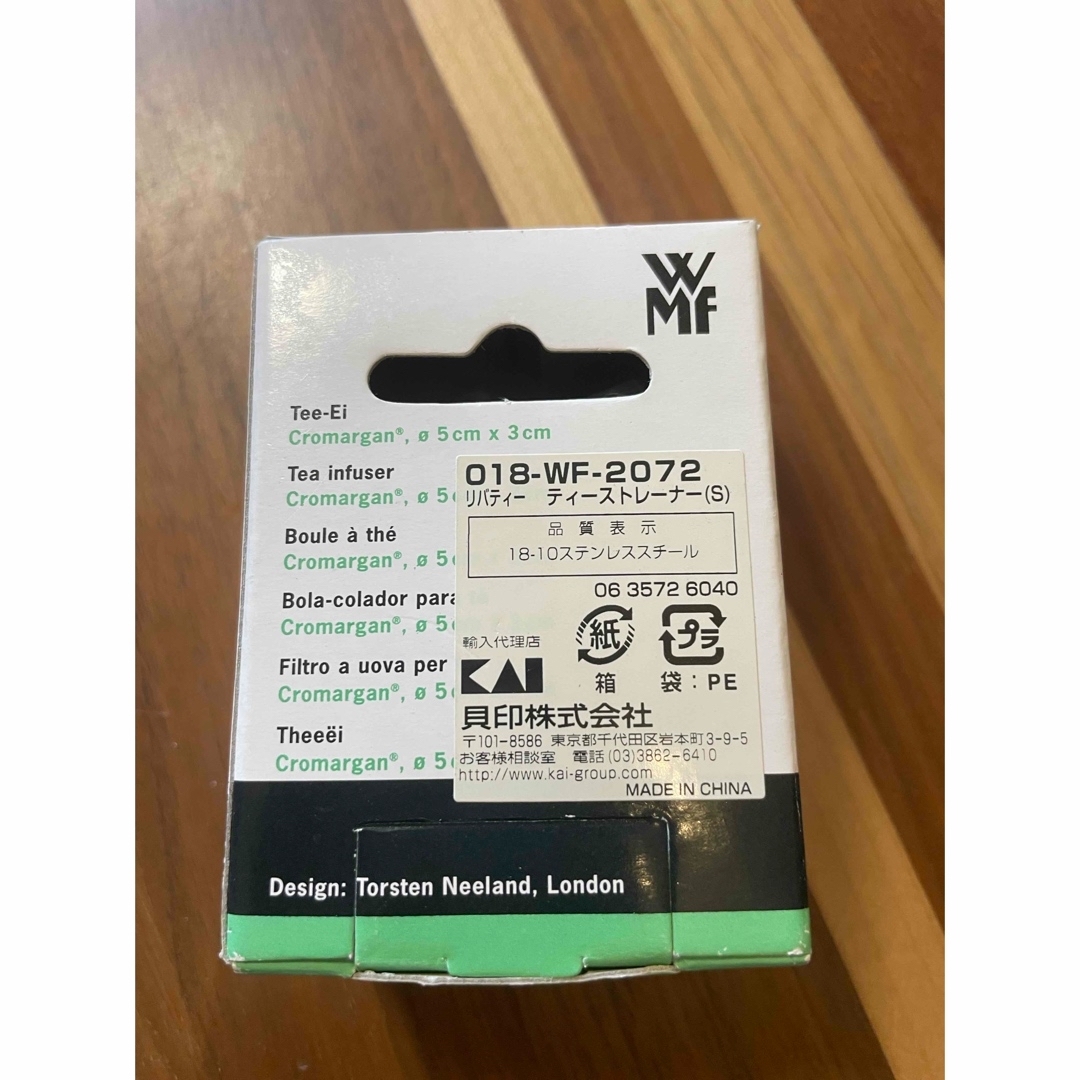 WMF
Tee-Ei
Cromargan®, ø 5 cm x 3 cm
Tea infuser
Cromargan®, ø 5
Boule à thé
Cromargan®, ø 5
Bola-colador para
Cromargan®, ø 5
Filtro a uova per
Cromargan®, ø 5
Theeëi
Cromargan®, ø 5
018-WF-2072
リバティー ティーストレーナー(S)
品質表示
18-10ステンレススチール
06 3572 6040
輸入代理店
KAI
紙
箱
プラ
袋:PE
貝印株式会社
〒101-8586 東京都千代田区岩本町3-9-5
お客様相談室 電話(03)3862-6410
http://www.kai-group.com
MADE IN CHINA
Design: Torsten Neeland, London